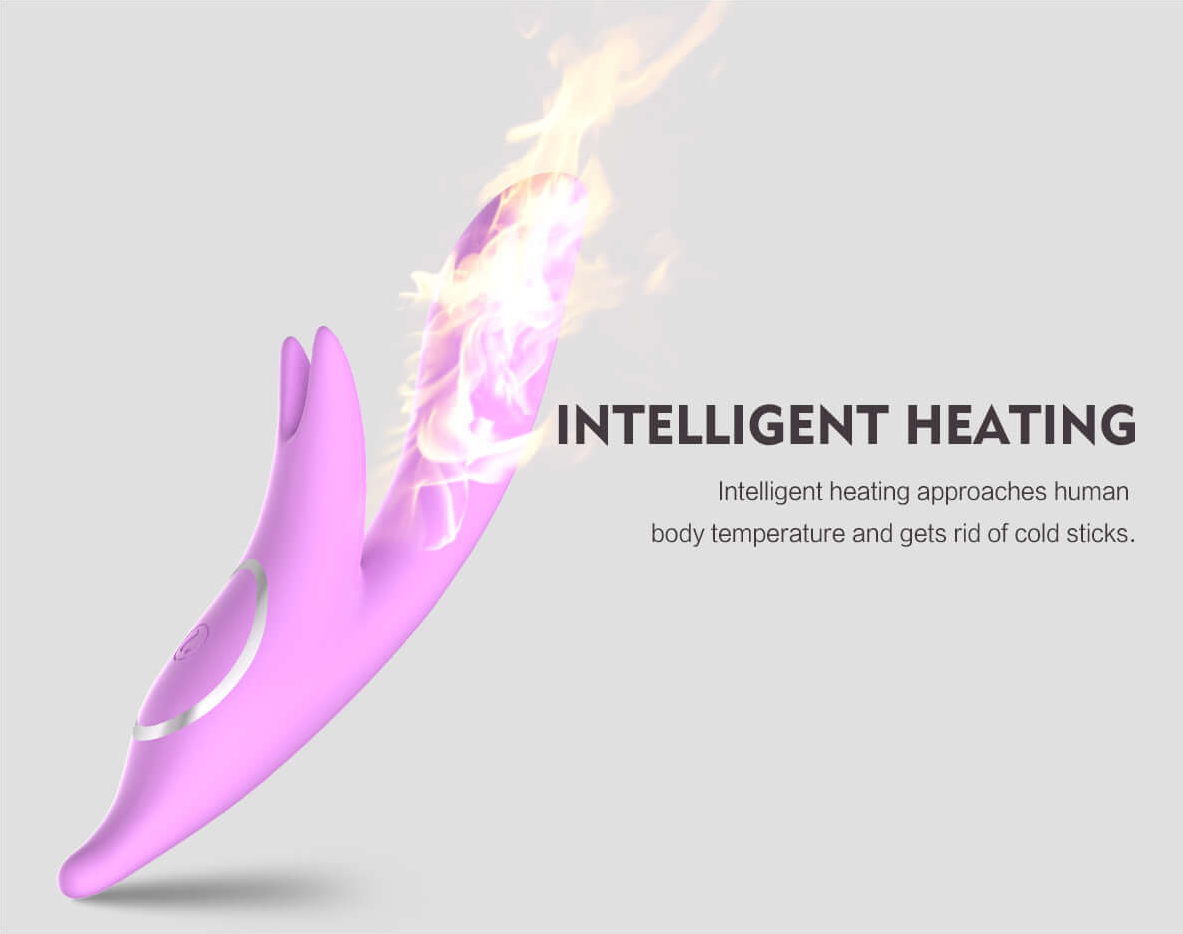 INTELLIGENT HEATING
Intelligent heating approaches human
body temperature and gets rid of cold sticks.